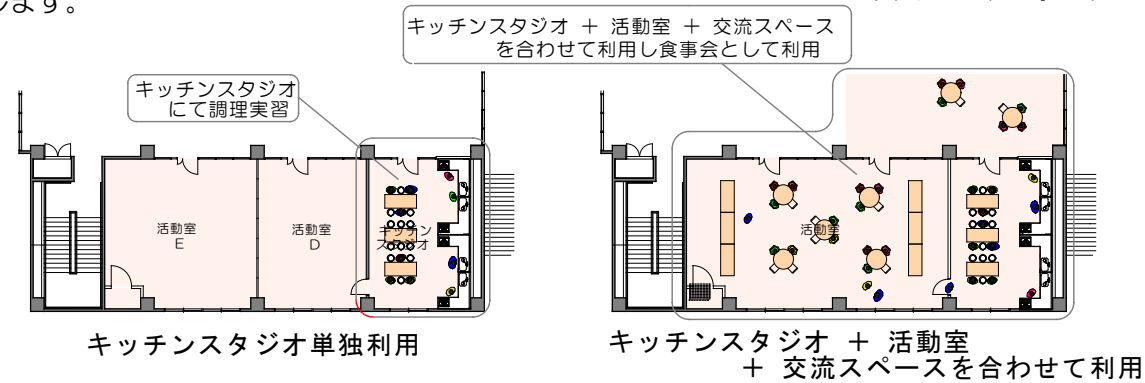 します。
キッチンスタジオ ＋ 活動室 ＋ 交流スペース
を合わせて利用し食事会として利用
キッチンスタジオ
にて調理実習
活動室
E
活動室
D
キッチン
スタジオ
活動室
キッチンスタジオ単独利用
キッチンスタジオ ＋ 活動室
＋ 交流スペースを合わせて利用